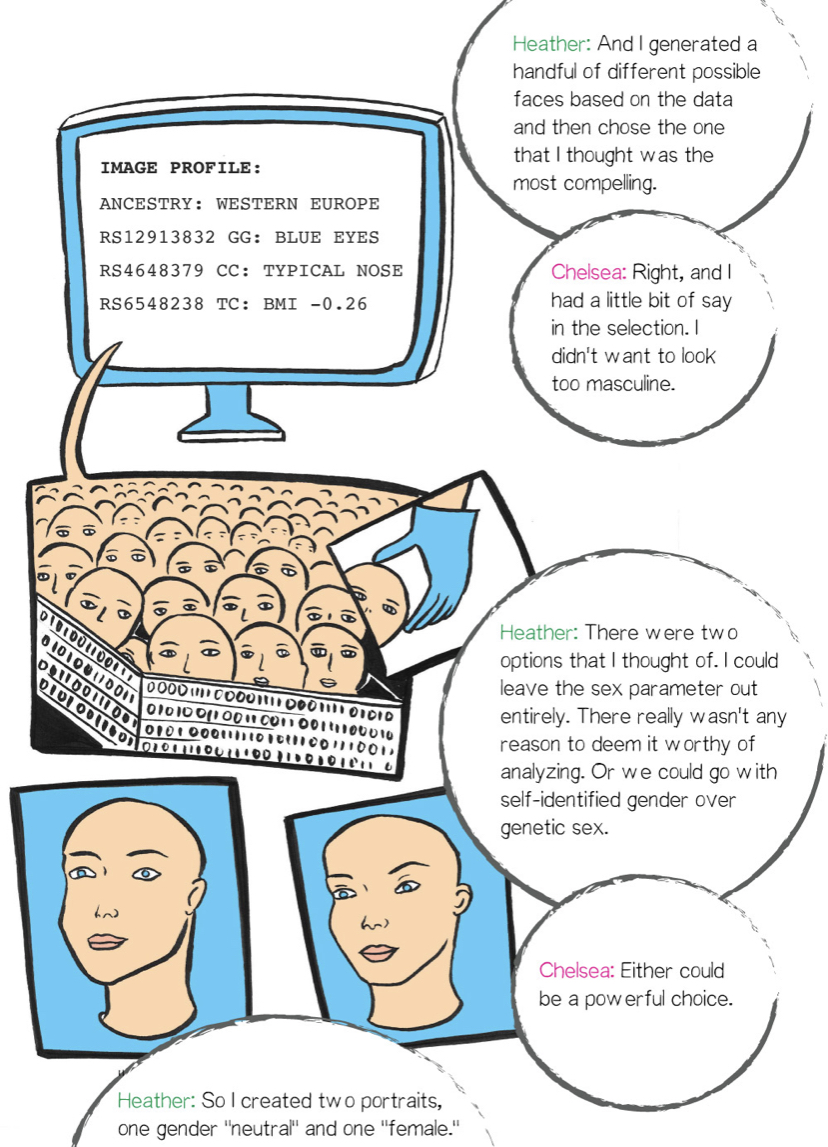 Heather: And I generated a
handful of different possible
faces based on the data
and then chose the one
that I thought was the
most compelling.
IMAGE PROFILE:
ANCESTRY: WESTERN EUROPE
RS12913832 GG: BLUE EYES
RS4648379 CC: TYPICAL NOSE
RS6548238 TC: BMI -0.26
Chelsea: Right, and I
had a little bit of say
in the selection. I
didn't want to look
too masculine.
Heather: There were two
options that I thought of. I could
leave the sex parameter out
entirely. There really wasn't any
reason to deem it worthy of
analyzing. Or we could go with
self-identified gender over
genetic sex.
Chelsea: Either could
be a powerful choice.
Heather: So I created two portraits,
one gender "neutral" and one "female."